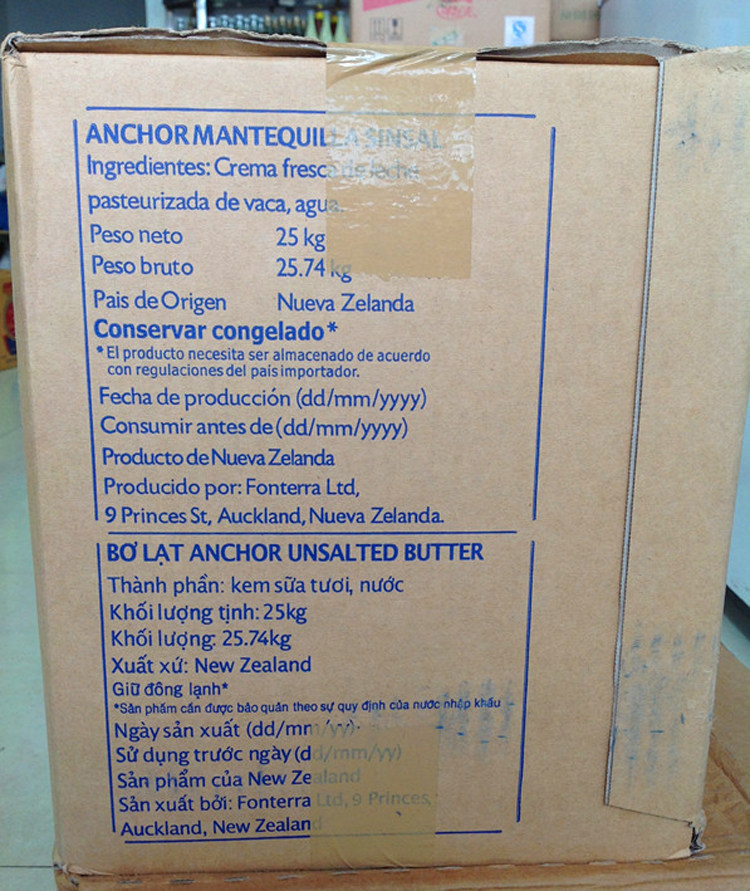 ANCHOR MANTEQUILLA SIN SAL
Ingredientes: Crema fresca de leche
pasteurizada de vaca, agua.
Peso neto 25 kg
Peso bruto 25.74 kg
Pais de Origen Nueva Zelanda
Conservar congelado*
*El producto necesita ser almacenado de acuerdo
con regulaciones del pais importador.
Fecha de producción (dd/mm/yyyy)
Consumir antes de (dd/mm/yyyy)
Producto de Nueva Zelanda
Producido por: Fonterra Ltd,
9 Princes St, Auckland, Nueva Zelanda.
BƠ LẠT ANCHOR UNSALTED BUTTER
Thành phần: kem sữa tươi, nước
Khối lượng tịnh: 25kg
Khối lượng: 25.74kg
Xuất xứ: New Zealand
Giữ đông lạnh*
*Sản phẩm cần được bảo quản theo sự quy định của nước nhập khẩu
Ngày sản xuất (dd/mm/yy).
Sử dụng trước ngày (dd/mm/yy)
Sản phẩm của New Zealand
Sản xuất bởi: Fonterra Ltd, 9 Princes,
Auckland, New Zealand